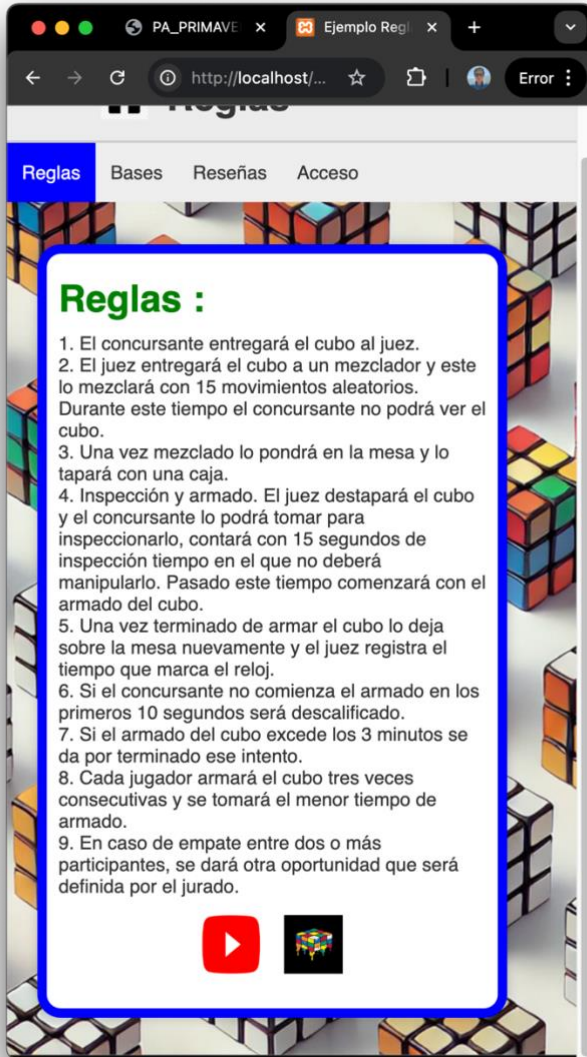 PA_PRIMAVE
Ejemplo Regl
http://localhost/...
Error
Reglas
Reglas
Bases
Reseñas
Acceso
Reglas :
1. El concursante entregará el cubo al juez.
2. El juez entregará el cubo a un mezclador y este
lo mezclará con 15 movimientos aleatorios.
Durante este tiempo el concursante no podrá ver el
cubo.
3. Una vez mezclado lo pondrá en la mesa y lo
tapará con una caja.
4. Inspección y armado. El juez destapará el cubo
y el concursante lo podrá tomar para
inspeccionarlo, contará con 15 segundos de
inspección tiempo en el que no deberá
manipularlo. Pasado este tiempo comenzará con el
armado del cubo.
5. Una vez terminado de armar el cubo lo deja
sobre la mesa nuevamente y el juez registra el
tiempo que marca el reloj.
6. Si el concursante no comienza el armado en los
primeros 10 segundos será descalificado.
7. Si el armado del cubo excede los 3 minutos se
da por terminado ese intento.
8. Cada jugador armará el cubo tres veces
consecutivas y se tomará el menor tiempo de
armado.
9. En caso de empate entre dos o más
participantes, se dará otra oportunidad que será
definida por el jurado.